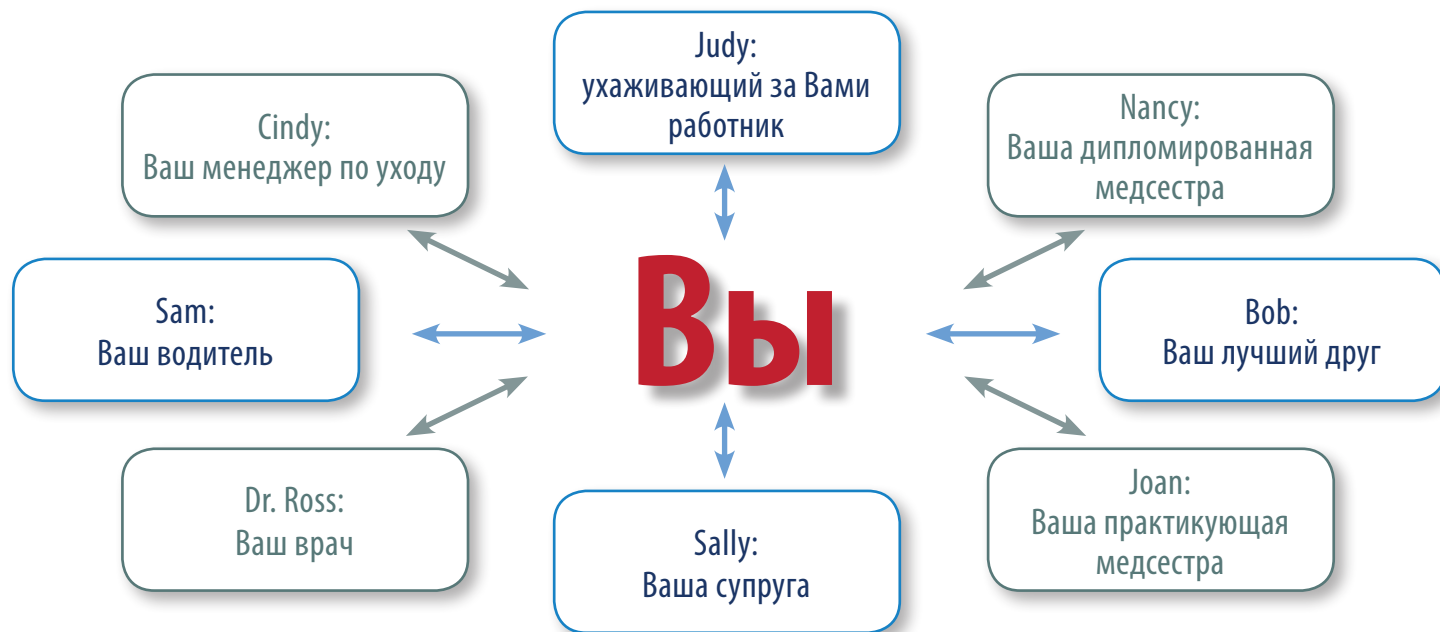 Judy:
ухаживающий за Вами
работник
Cindy:
Ваш менеджер по уходу
Nancy:
Ваша дипломированная
медсестра
Sam:
Ваш водитель
Вы
Bob:
Ваш лучший друг
Dr. Ross:
Ваш врач
Sally:
Ваша супруга
Joan:
Ваша практикующая
медсестра